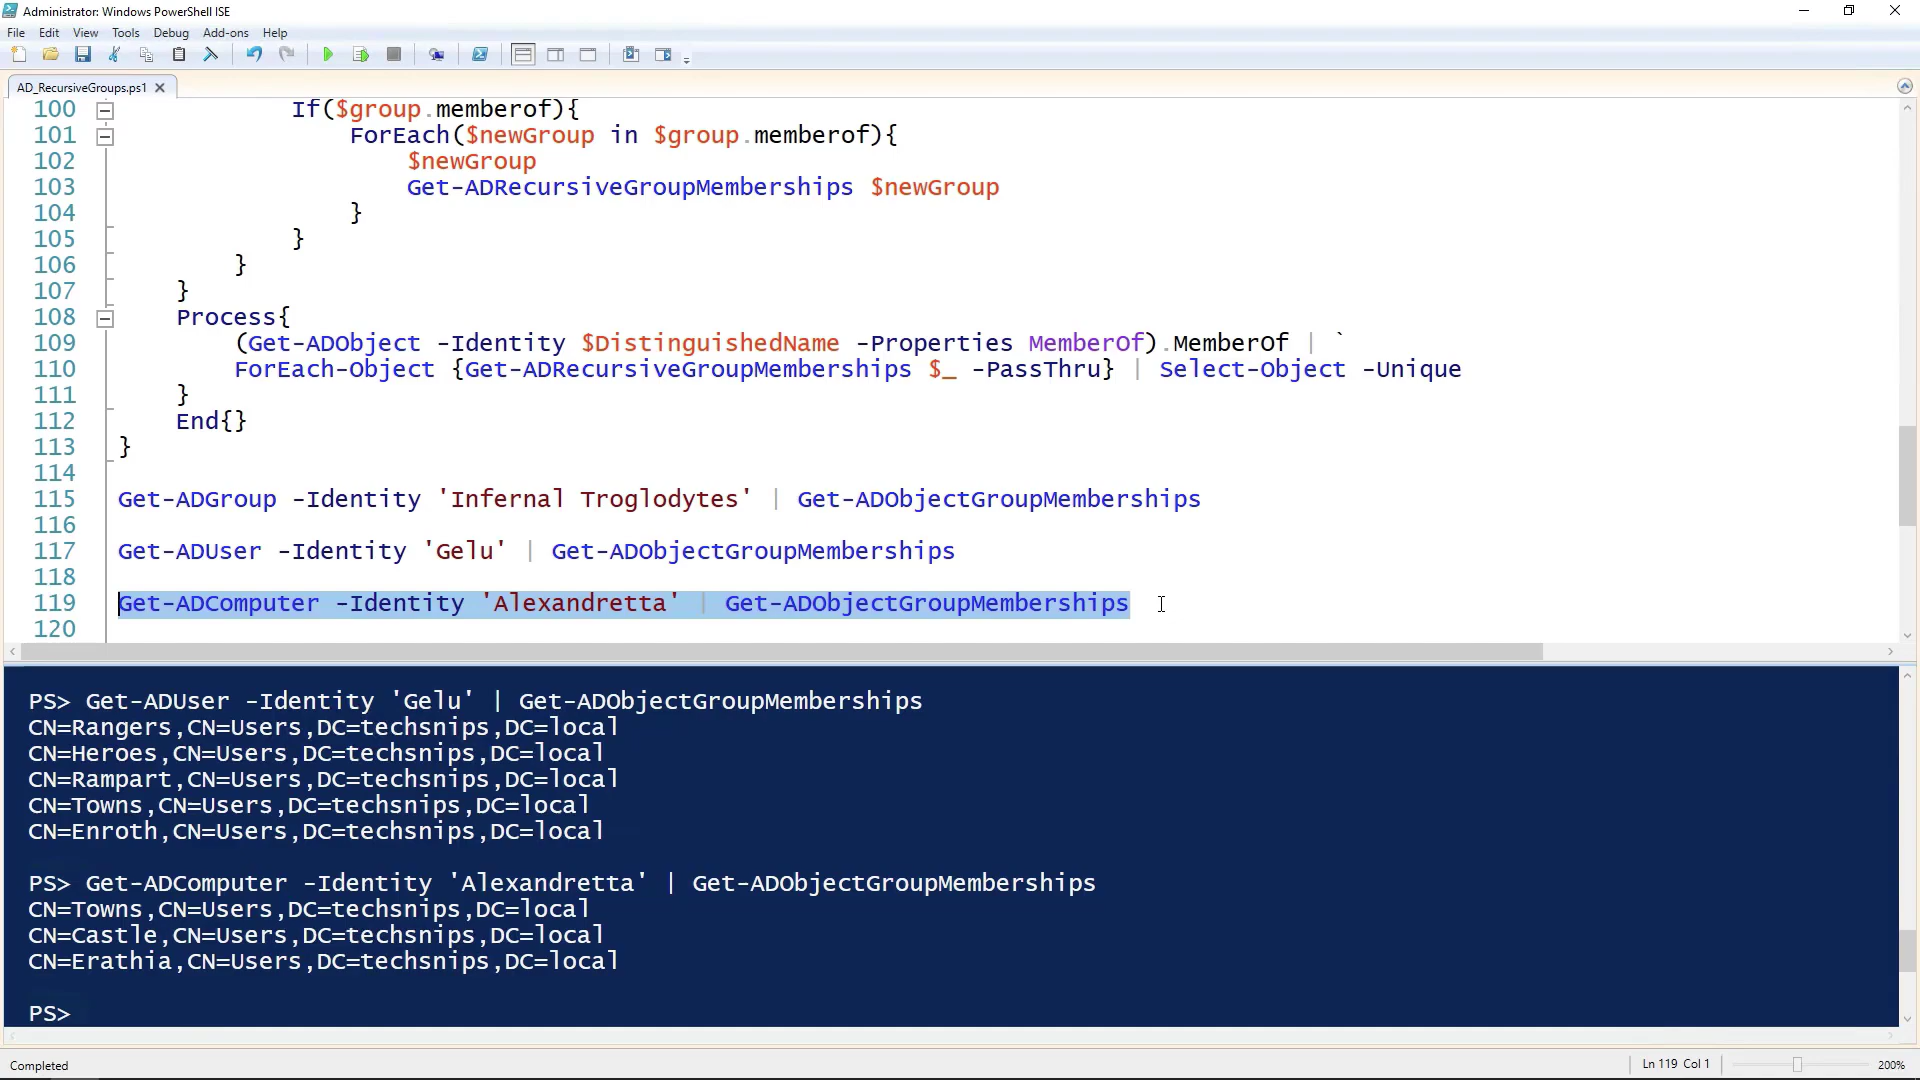 Administrator: Windows PowerShell ISE
File Edit View Tools Debug Add-ons Help
AD_RecursiveGroups.ps1
100 If($group.memberof){
101 ForEach($newGroup in $group.memberof){
102 $newGroup
103 Get-ADRecursiveGroupMemberships $newGroup
104 }
105 }
106 }
107 }
108 Process{
109 (Get-ADObject -Identity $DistinguishedName -Properties MemberOf).MemberOf | `
110 ForEach-Object {Get-ADRecursiveGroupMemberships $_ -PassThru} | Select-Object -Unique
111 }
112 End{}
113 }
114
115 Get-ADGroup -Identity 'Infernal Troglodytes' | Get-ADObjectGroupMemberships
116
117 Get-ADUser -Identity 'Gelu' | Get-ADObjectGroupMemberships
118
119 Get-ADComputer -Identity 'Alexandretta' | Get-ADObjectGroupMemberships
120
PS> Get-ADUser -Identity 'Gelu' | Get-ADObjectGroupMemberships
CN=Rangers,CN=Users,DC=techsnips,DC=local
CN=Heroes,CN=Users,DC=techsnips,DC=local
CN=Rampart,CN=Users,DC=techsnips,DC=local
CN=Towns,CN=Users,DC=techsnips,DC=local
CN=Enroth,CN=Users,DC=techsnips,DC=local
PS> Get-ADComputer -Identity 'Alexandretta' | Get-ADObjectGroupMemberships
CN=Towns,CN=Users,DC=techsnips,DC=local
CN=Castle,CN=Users,DC=techsnips,DC=local
CN=Erathia,CN=Users,DC=techsnips,DC=local
PS>
Completed Ln 119 Col 1 200%